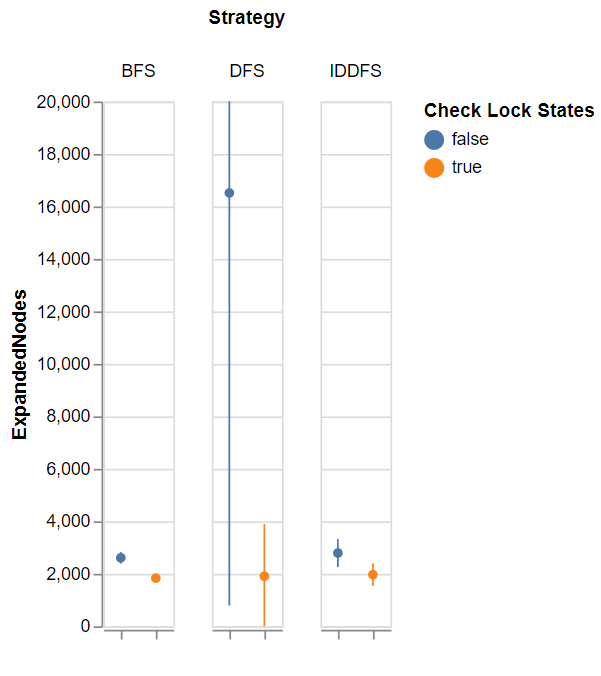 Strategy
BFS DFS IDDFS
Check Lock States
false
true
ExpandedNodes
20,000
18,000
16,000
14,000
12,000
10,000
8,000
6,000
4,000
2,000
0